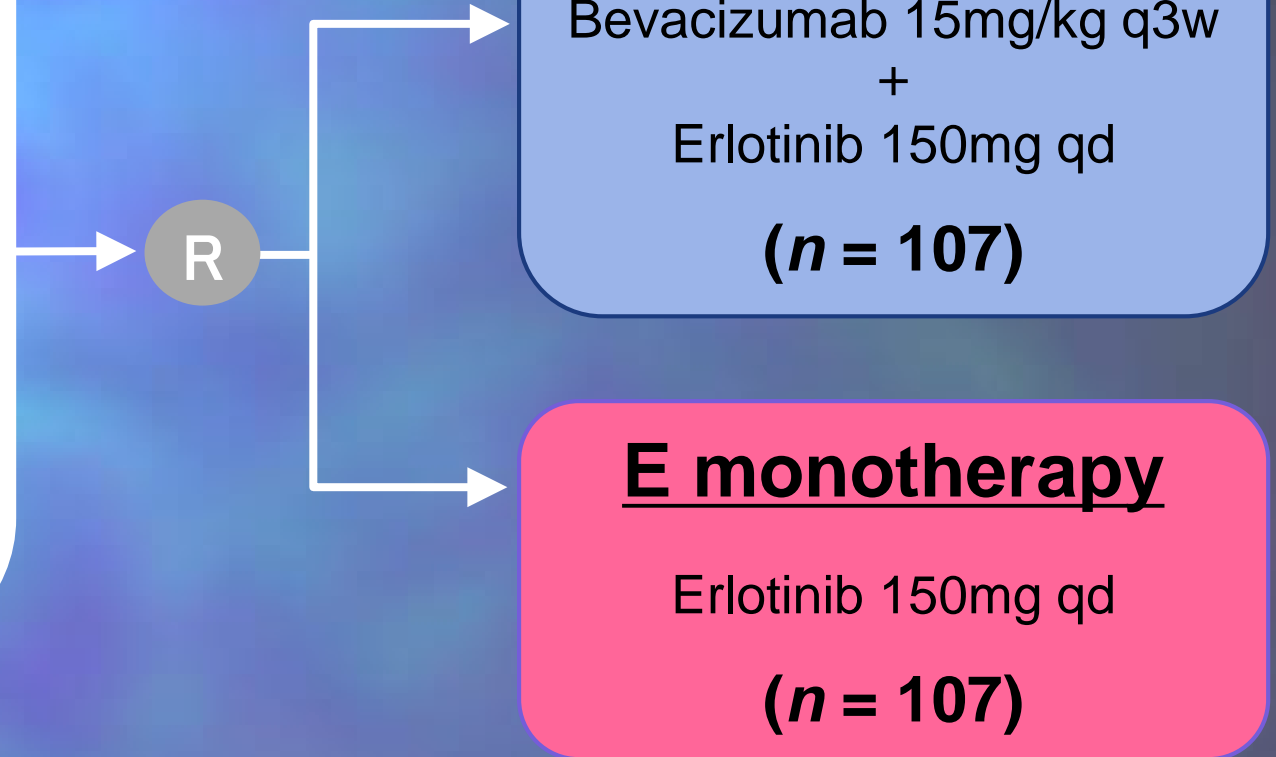 Bevacizumab 15mg/kg q3w
+
Erlotinib 150mg qd
(n = 107)
R
E monotherapy
Erlotinib 150mg qd
(n = 107)